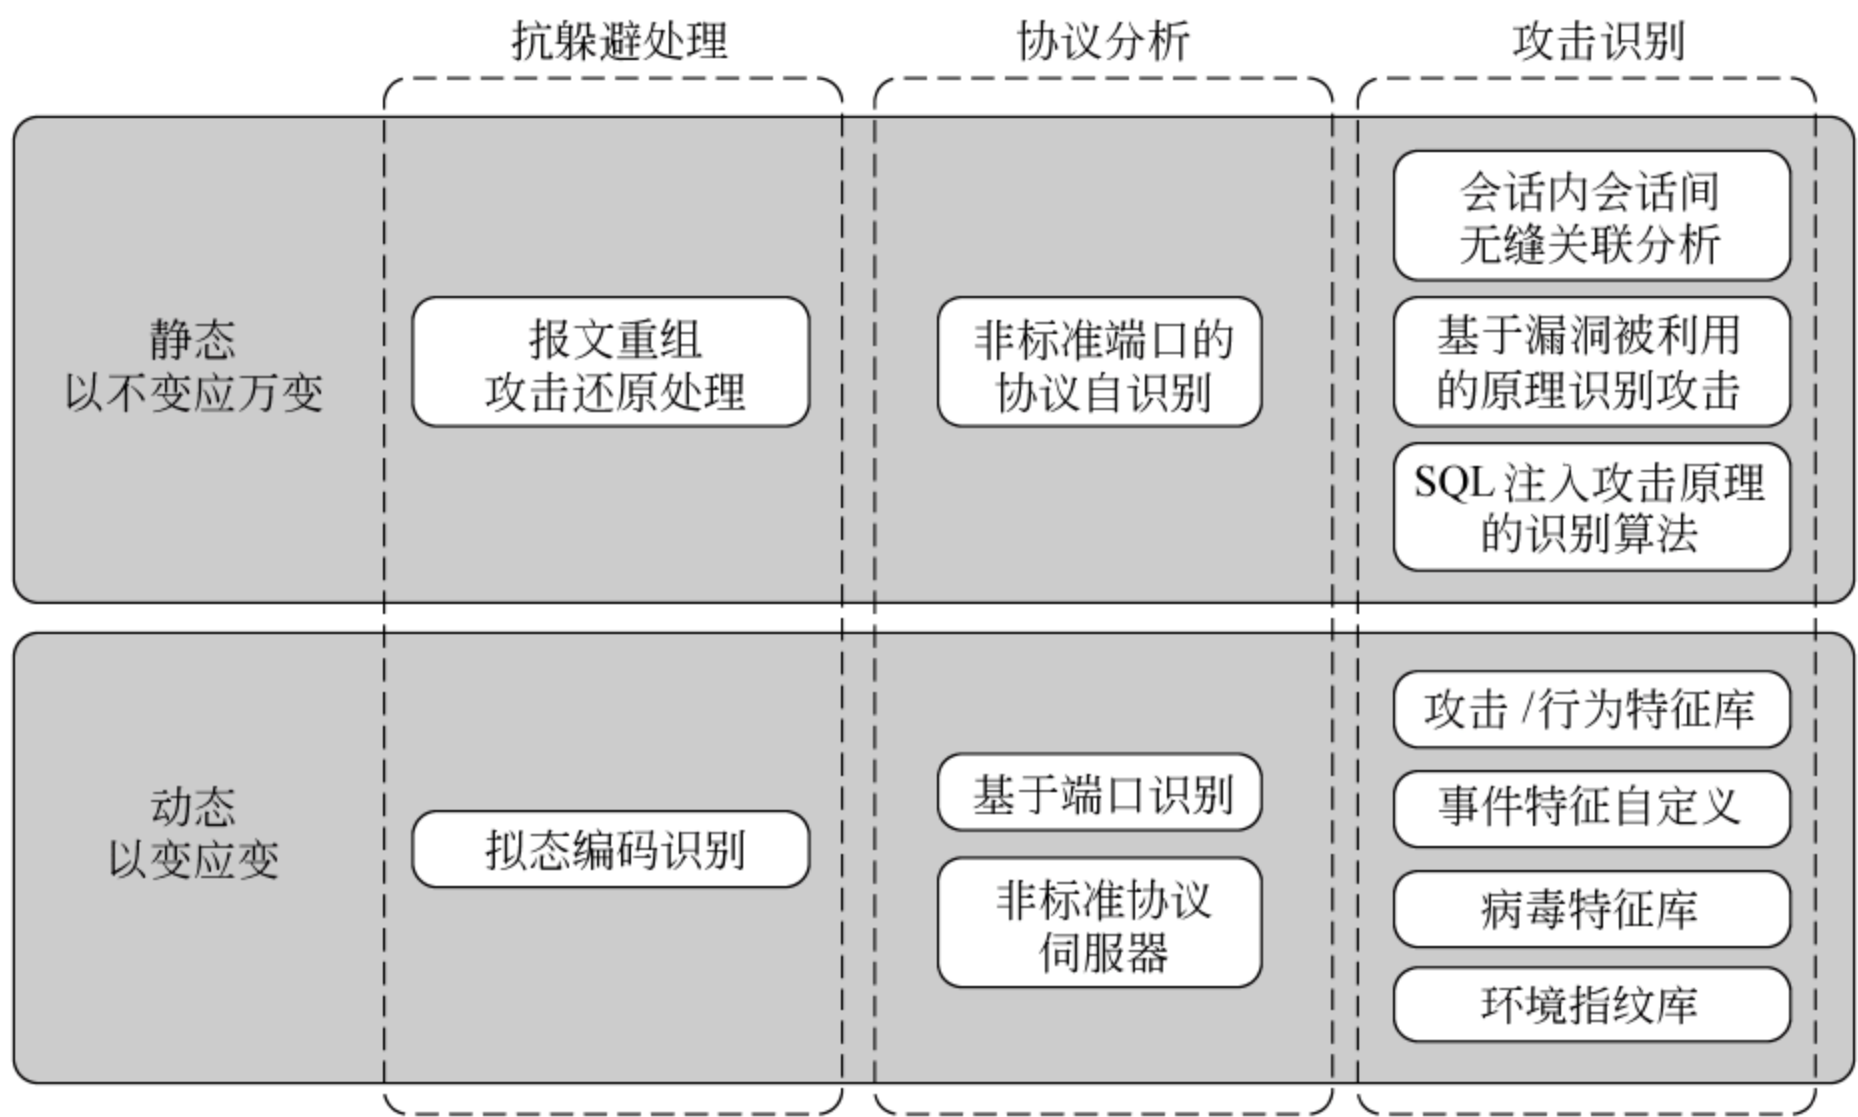 抗躲避处理
协议分析
攻击识别
静态
以不变应万变
报文重组
攻击还原处理
非标准端口的
协议自识别
会话内会话间
无缝关联分析
基于漏洞被利用
的原理识别攻击
SQL 注入攻击原理
的识别算法
动态
以变应变
拟态编码识别
基于端口识别
非标准协议
伺服器
攻击 /行为特征库
事件特征自定义
病毒特征库
环境指纹库